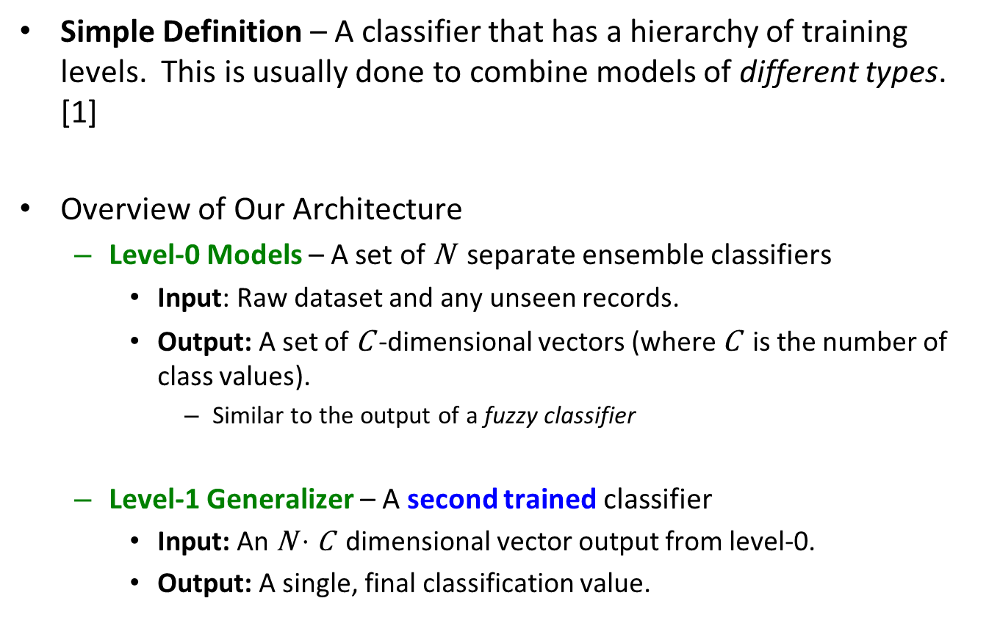 • Simple Definition – A classifier that has a hierarchy of training
levels. This is usually done to combine models of different types.
[1]
• Overview of Our Architecture
– Level-0 Models – A set of N separate ensemble classifiers
• Input: Raw dataset and any unseen records.
• Output: A set of C-dimensional vectors (where C is the number of
class values).
– Similar to the output of a fuzzy classifier
– Level-1 Generalizer – A second trained classifier
• Input: An N· C dimensional vector output from level-0.
• Output: A single, final classification value.